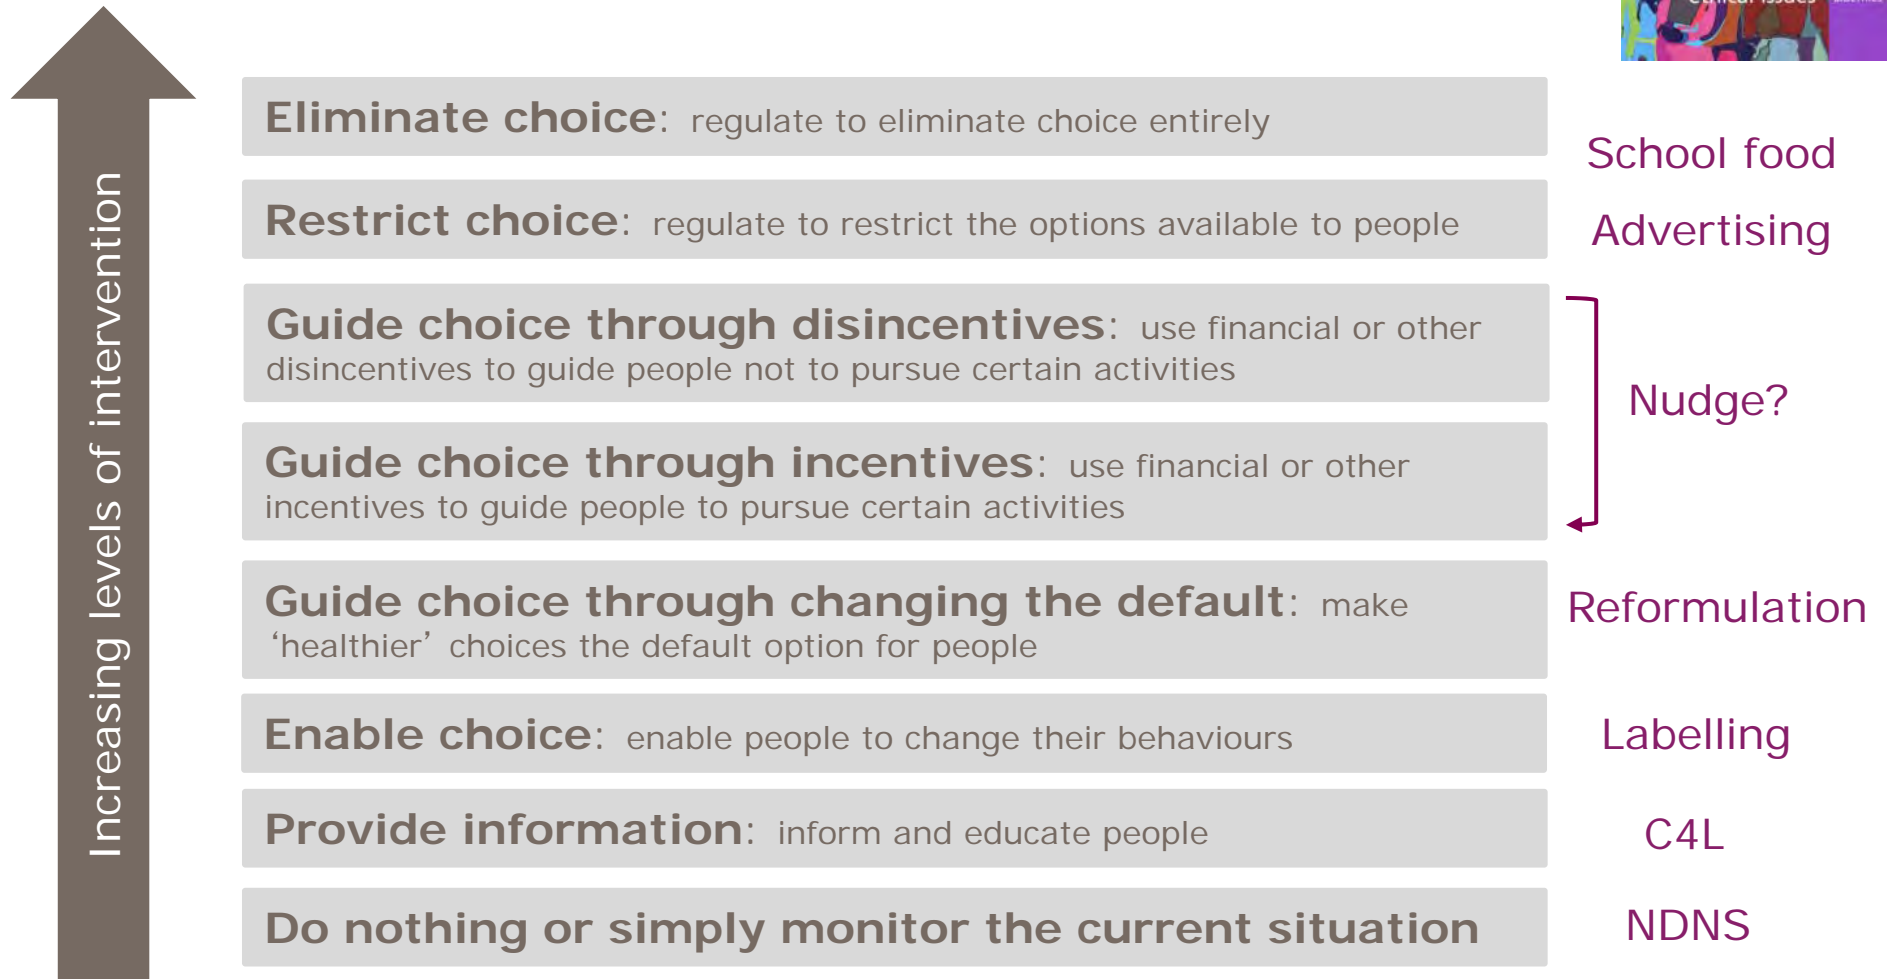 ethical issues
Eliminate choice: regulate to eliminate choice entirely
School food
Restrict choice: regulate to restrict the options available to people
Advertising
Guide choice through disincentives: use financial or other
disincentives to guide people not to pursue certain activities
Nudge?
Guide choice through incentives: use financial or other
incentives to guide people to pursue certain activities
Guide choice through changing the default: make
‘healthier’ choices the default option for people
Reformulation
Enable choice: enable people to change their behaviours
Labelling
Provide information: inform and educate people
C4L
Do nothing or simply monitor the current situation
NDNS
Increasing levels of intervention